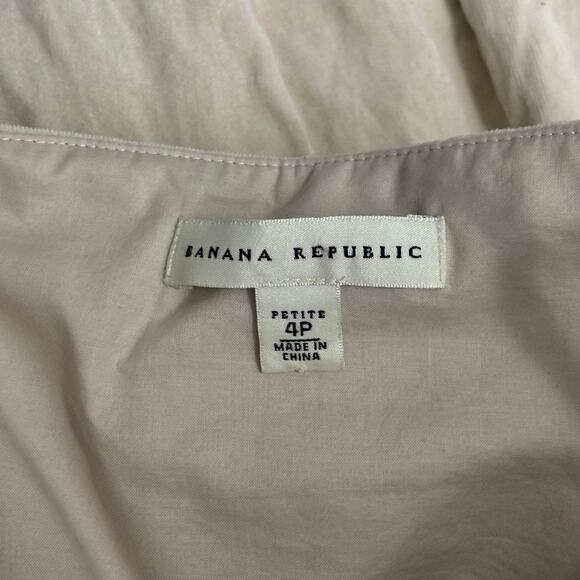 BANANA REPUBLIC
PETITE
4P
MADE IN
CHINA